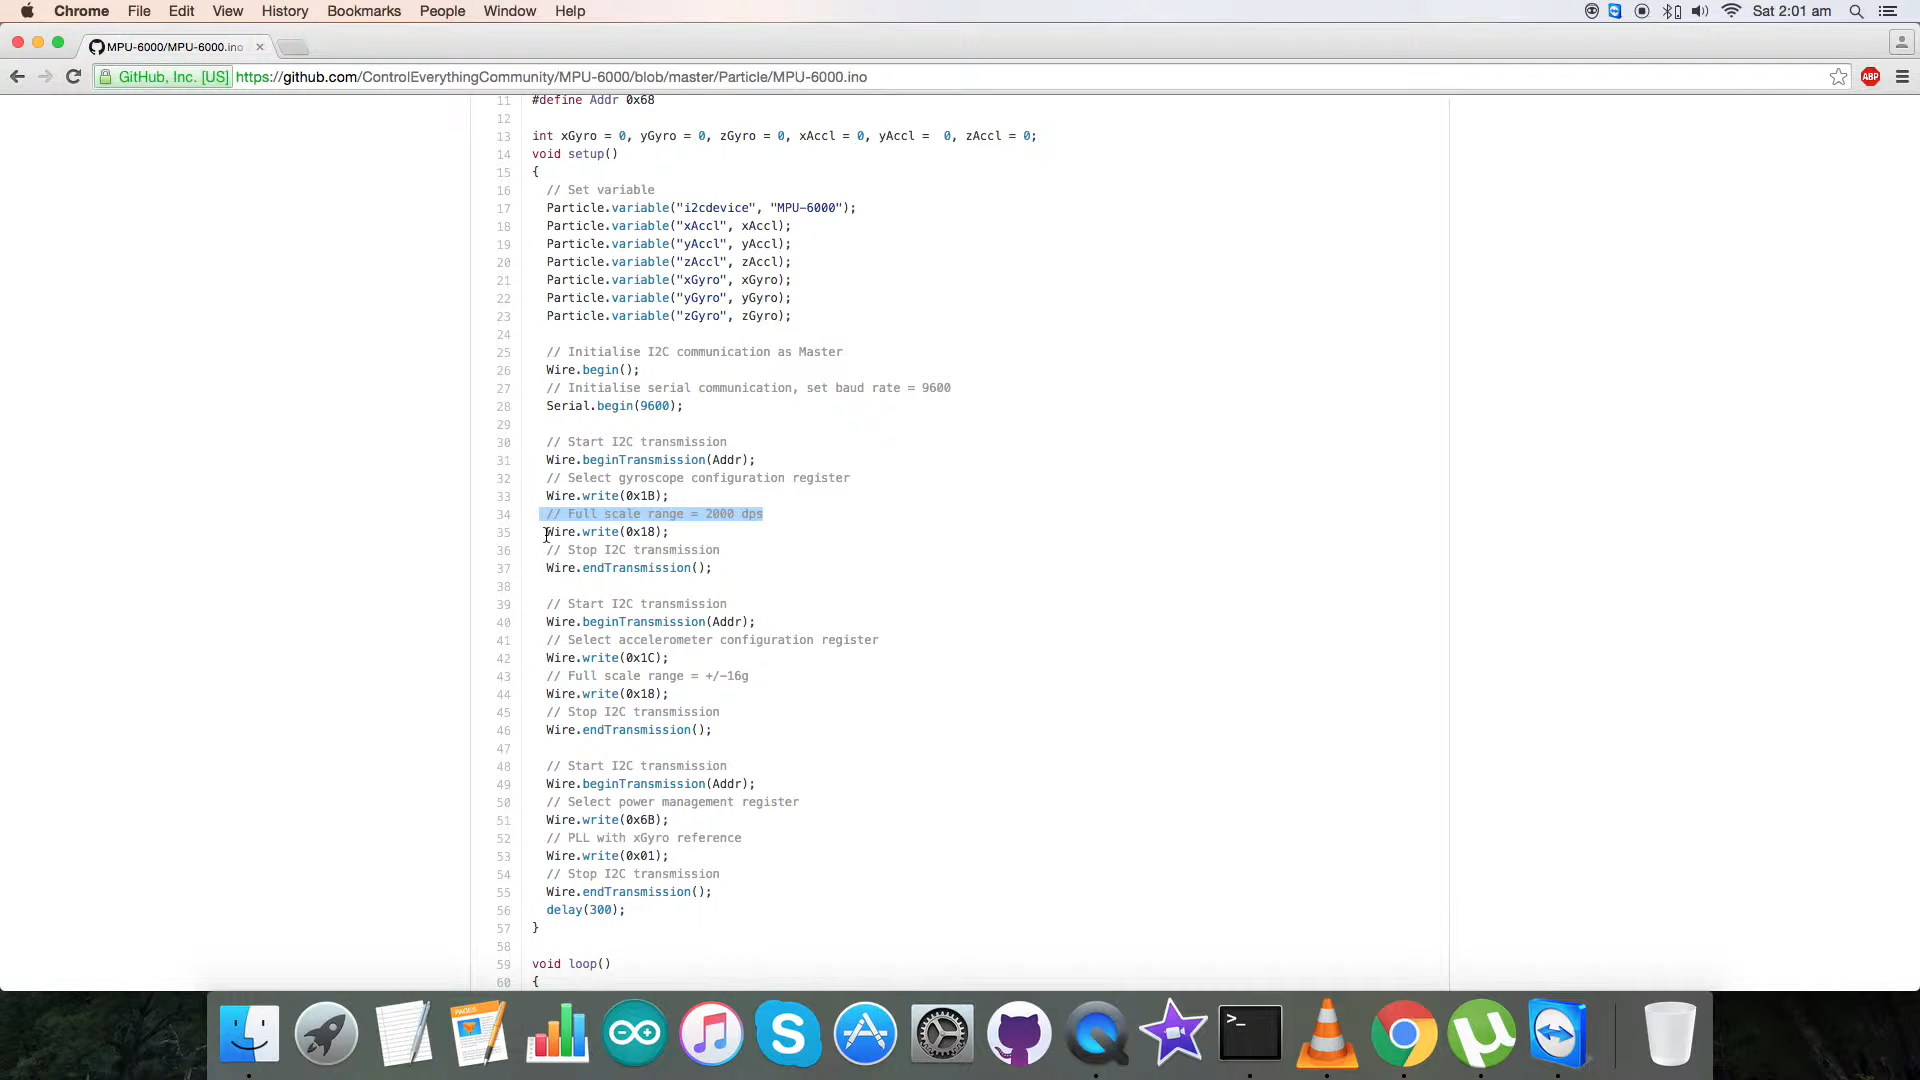 Chrome File Edit View History Bookmarks People Window Help Sat 2:01 am
MPU-6000/MPU-6000.ino
GitHub, Inc. [US] https://github.com/ControlEverythingCommunity/MPU-6000/blob/master/Particle/MPU-6000.ino ABP
11 #define Addr 0x68
12
13 int xGyro = 0, yGyro = 0, zGyro = 0, xAccl = 0, yAccl =  0, zAccl = 0;
14 void setup()
15 {
16 // Set variable
17 Particle.variable("i2cdevice", "MPU-6000");
18 Particle.variable("xAccl", xAccl);
19 Particle.variable("yAccl", yAccl);
20 Particle.variable("zAccl", zAccl);
21 Particle.variable("xGyro", xGyro);
22 Particle.variable("yGyro", yGyro);
23 Particle.variable("zGyro", zGyro);
24
25 // Initialise I2C communication as Master
26 Wire.begin();
27 // Initialise serial communication, set baud rate = 9600
28 Serial.begin(9600);
29
30 // Start I2C transmission
31 Wire.beginTransmission(Addr);
32 // Select gyroscope configuration register
33 Wire.write(0x1B);
34 // Full scale range = 2000 dps
35 Wire.write(0x18);
36 // Stop I2C transmission
37 Wire.endTransmission();
38
39 // Start I2C transmission
40 Wire.beginTransmission(Addr);
41 // Select accelerometer configuration register
42 Wire.write(0x1C);
43 // Full scale range = +/-16g
44 Wire.write(0x18);
45 // Stop I2C transmission
46 Wire.endTransmission();
47
48 // Start I2C transmission
49 Wire.beginTransmission(Addr);
50 // Select power management register
51 Wire.write(0x6B);
52 // PLL with xGyro reference
53 Wire.write(0x01);
54 // Stop I2C transmission
55 Wire.endTransmission();
56 delay(300);
57 }
58
59 void loop()
60 {
PAGES